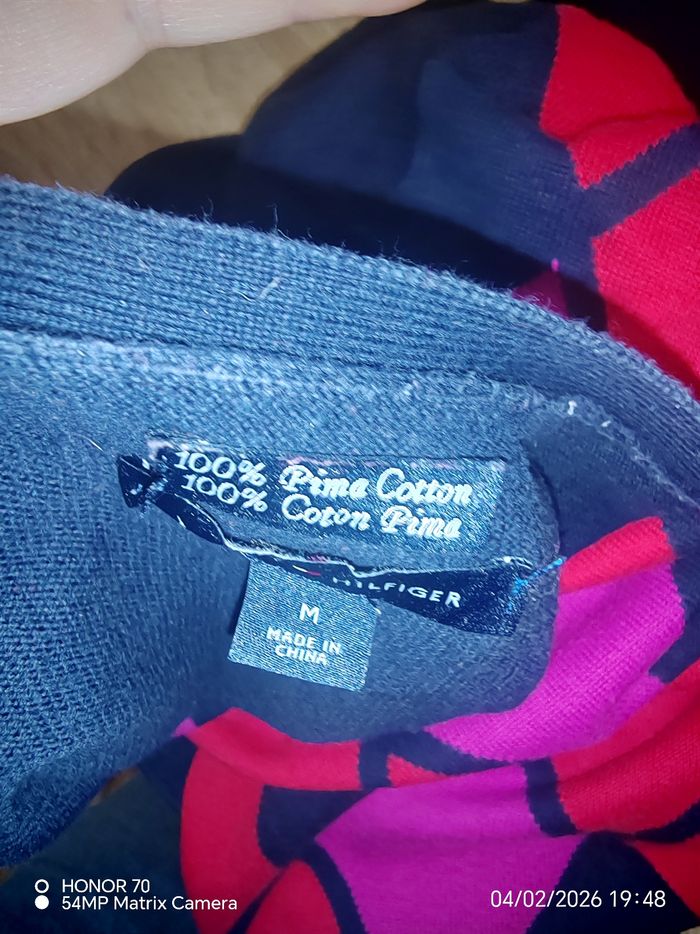 100% Pima Cotton
100% Coton Pima
HILFIGER
M
MADE IN
CHINA
HONOR 70
54MP Matrix Camera
04/02/2026 19:48